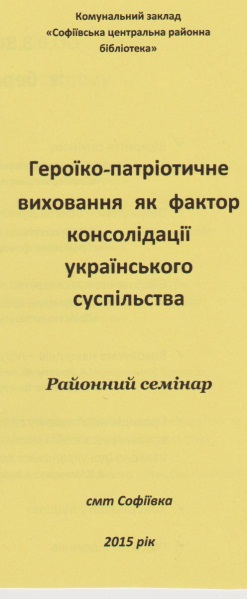 Комунальний заклад
«Софіївська центральна районна
бібліотека»
Героїко-патріотичне
виховання як фактор
консолідації
українського
суспільства
Районний семінар
смт Софіївка
2015 рік